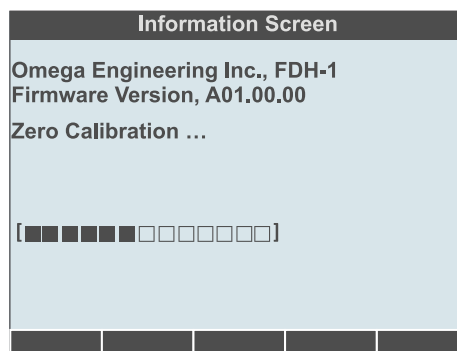 Information Screen
Omega Engineering Inc., FDH-1
Firmware Version, A01.00.00
Zero Calibration ...
[■■■■■■□□□□□□□]